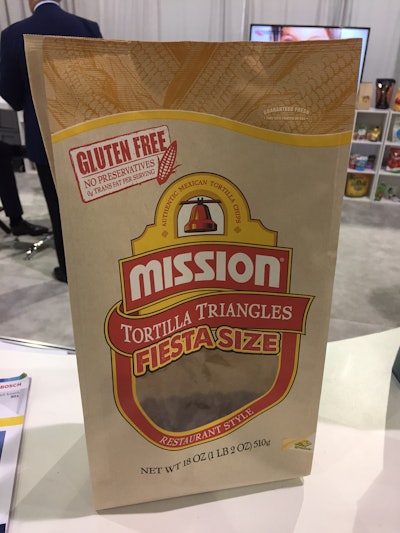 GUARANTEED FRESH
GLUTEN FREE
NO PRESERVATIVES
0g TRANS FAT PER SERVING
AUTHENTIC MEXICAN TORTILLA CHIPS
MISSION®
TORTILLA TRIANGLES
FIESTA SIZE
RESTAURANT STYLE
NET WT 18 OZ (1 LB 2 OZ) 510g
BOSCH